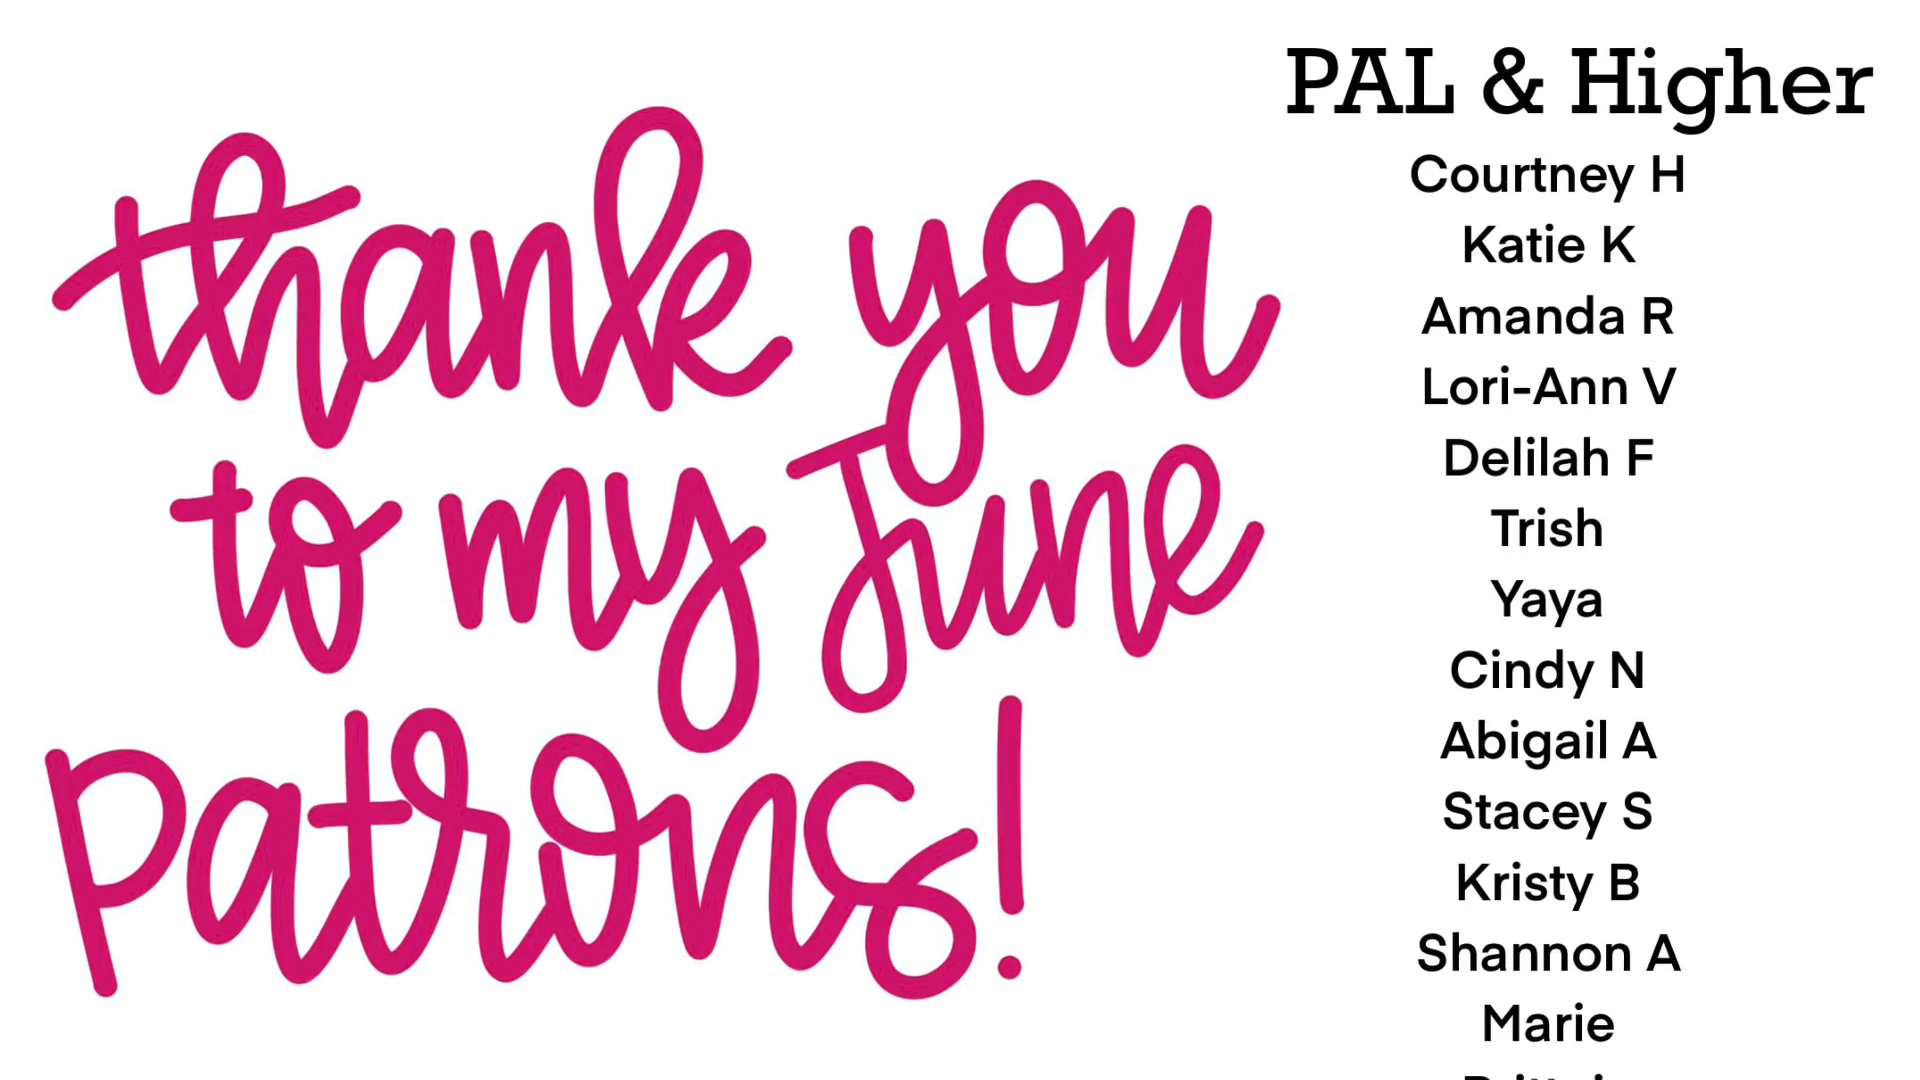 thank you
to my June
patrons!
PAL & Higher
Courtney H
Katie K
Amanda R
Lori-Ann V
Delilah F
Trish
Yaya
Cindy N
Abigail A
Stacey S
Kristy B
Shannon A
Marie